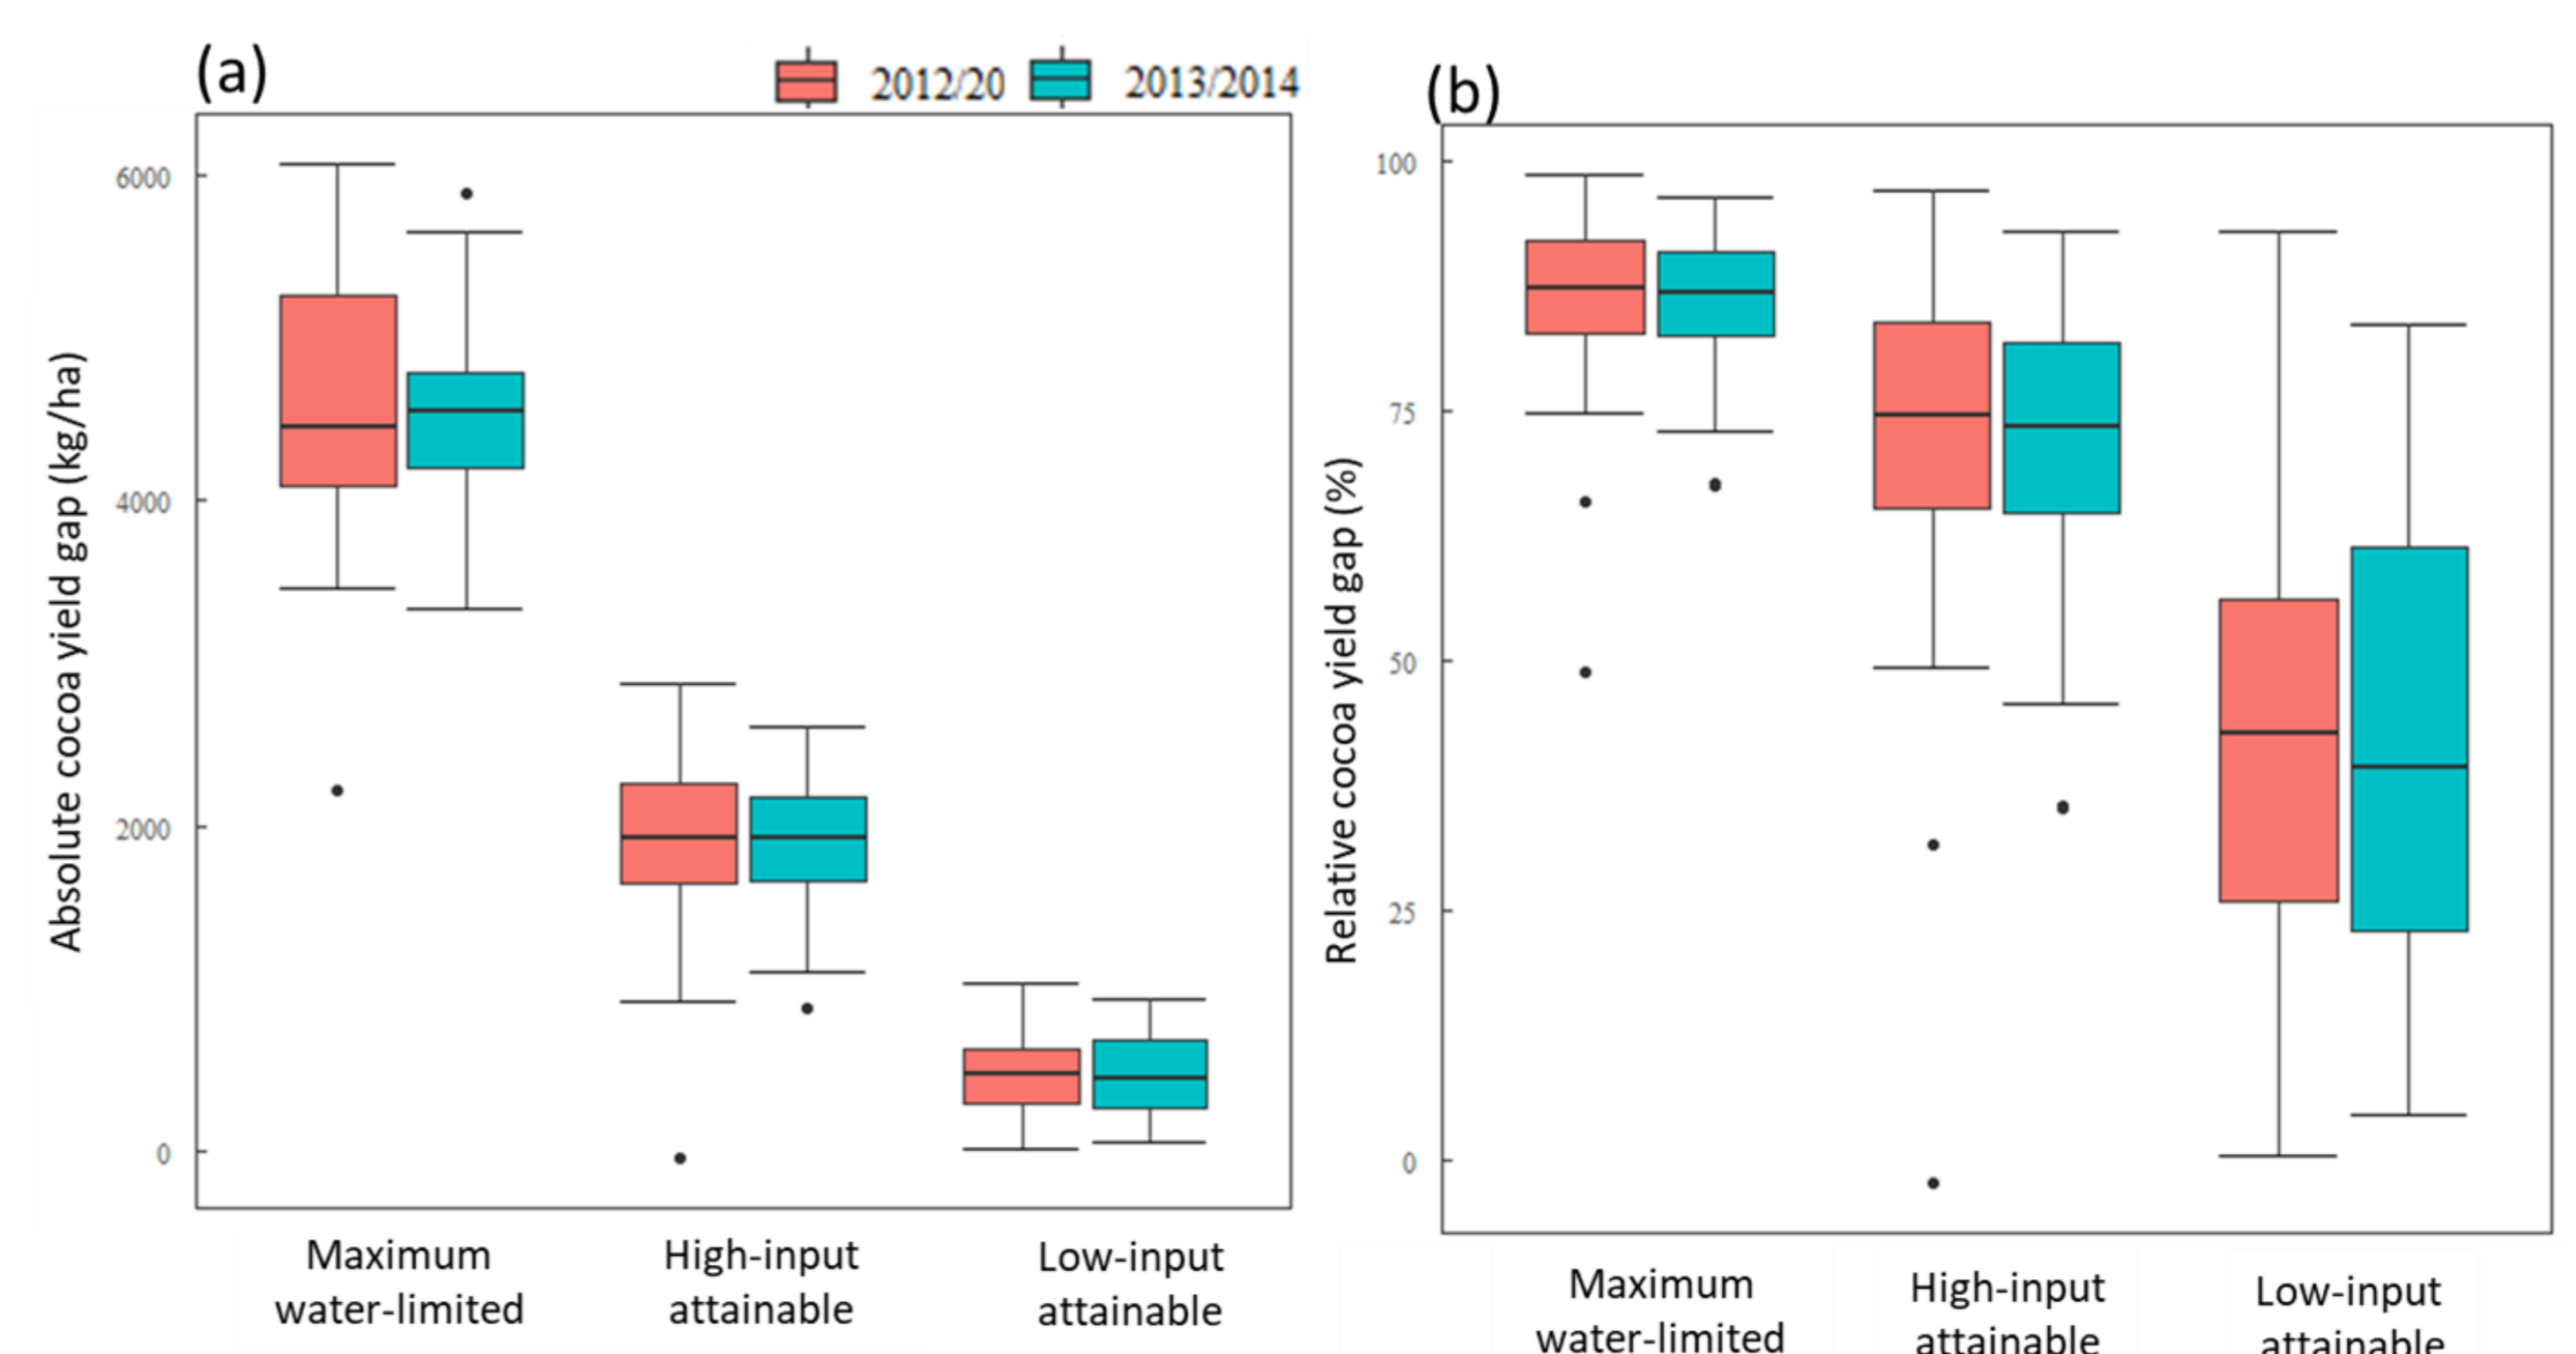 (a)
2012/20
2013/2014
Absolute cocoa yield gap (kg/ha)
6000
4000
2000
0
Maximum
water-limited
High-input
attainable
Low-input
attainable
(b)
Relative cocoa yield gap (%)
100
75
50
25
0
Maximum
water-limited
High-input
attainable
Low-input
attainable